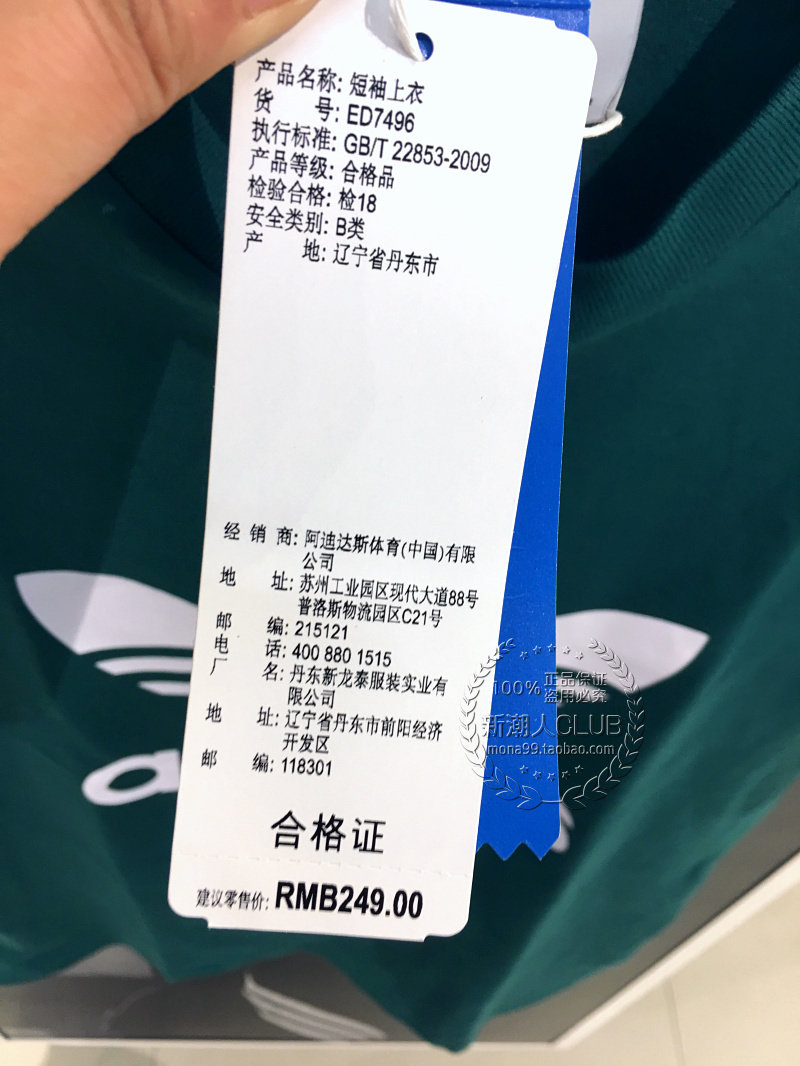 产品名称: 短袖上衣
货 号: ED7496
执行标准: GB/T 22853-2009
产品等级: 合格品
检验合格: 检18
安全类别: B类
产 地: 辽宁省丹东市
经 销 商: 阿迪达斯体育(中国)有限
公司
地 址: 苏州工业园区现代大道88号
普洛斯物流园区C21号
邮 编: 215121
电 话: 400 880 1515
厂 名: 丹东新龙泰服装实业有
限公司
地 址: 辽宁省丹东市前阳经济
开发区
邮 编: 118301
合格证
建议零售价: RMB249.00
100% 正品保证
盗用必究
新潮人CLUB
mona99.taobao.com